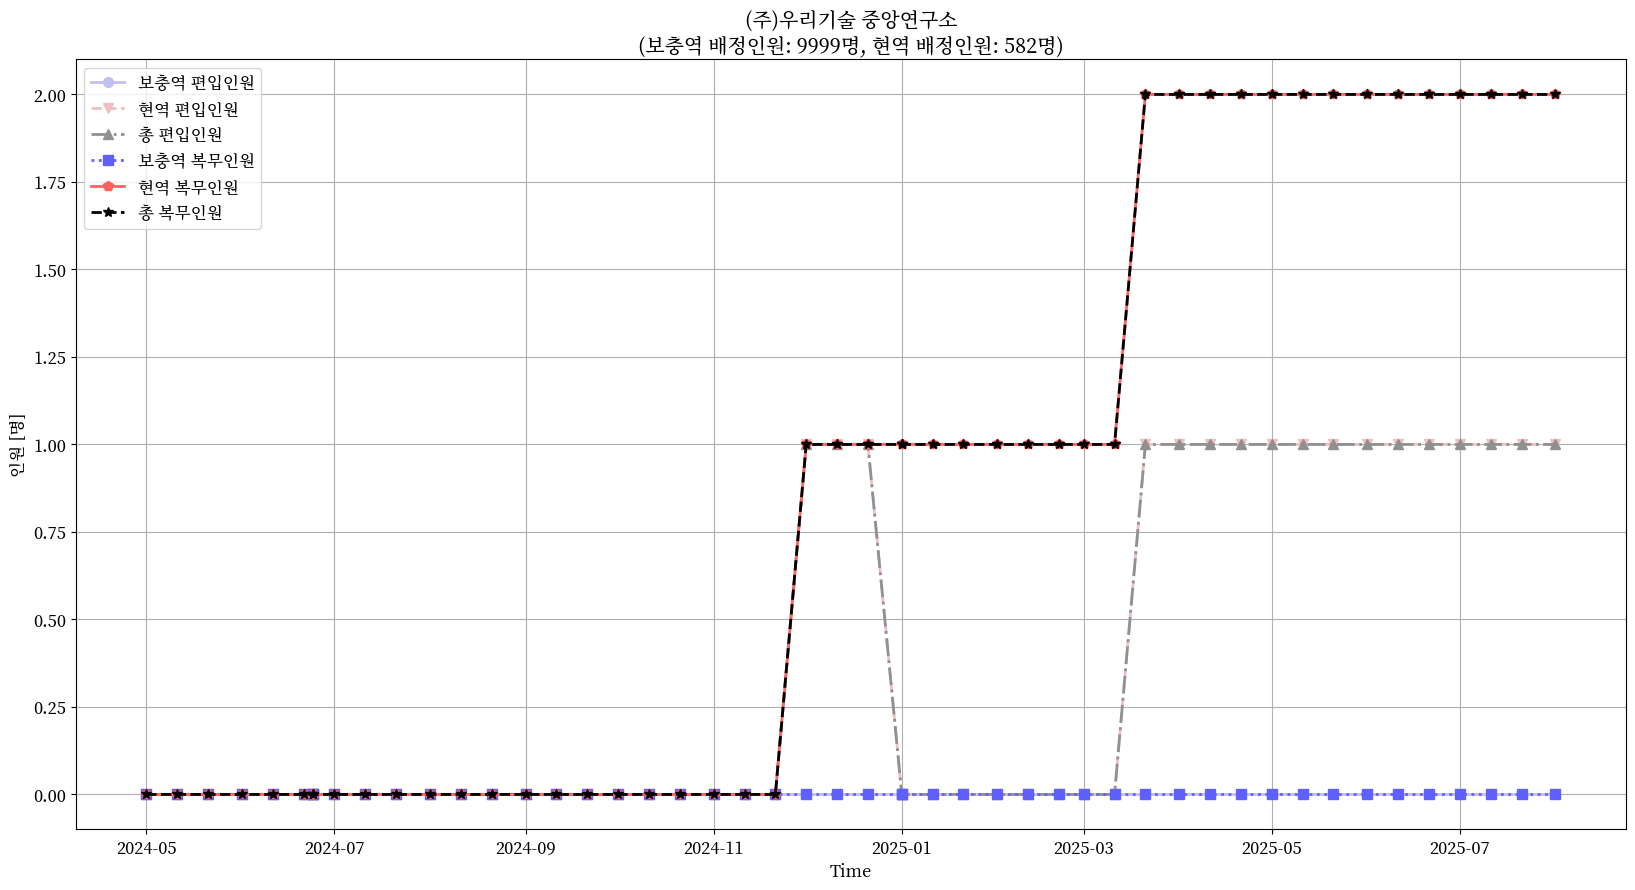 (주)우리기술 중앙연구소
(보충역 배정인원: 9999명, 현역 배정인원: 582명)
보충역 편입인원
현역 편입인원
총 편입인원
보충역 복무인원
현역 복무인원
총 복무인원
2.00
1.75
1.50
1.25
1.00
0.75
0.50
0.25
0.00
인원 [명]
2024-05 2024-07 2024-09 2024-11 2025-01 2025-03 2025-05 2025-07
Time